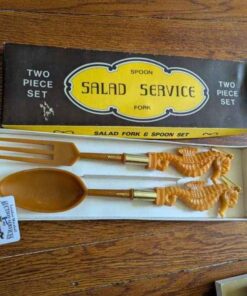 SPOON
TWO
PIECE
SET
SALAD SERVICE
TWO
PIECE
SET
FORK
SALAD FORK & SPOON SET